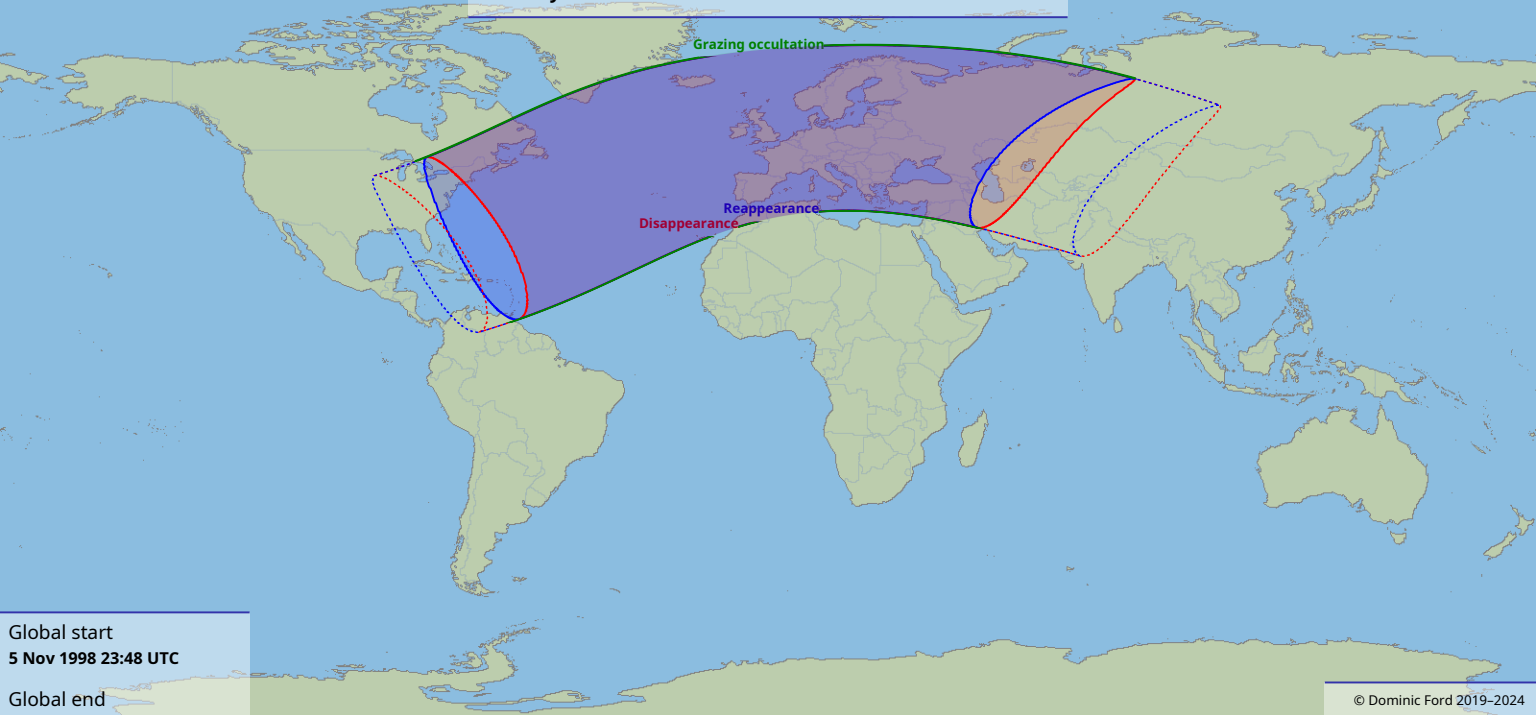 Grazing occultation
Reappearance
Disappearance
Global start
5 Nov 1998 23:48 UTC
Global end
© Dominic Ford 2019–2024